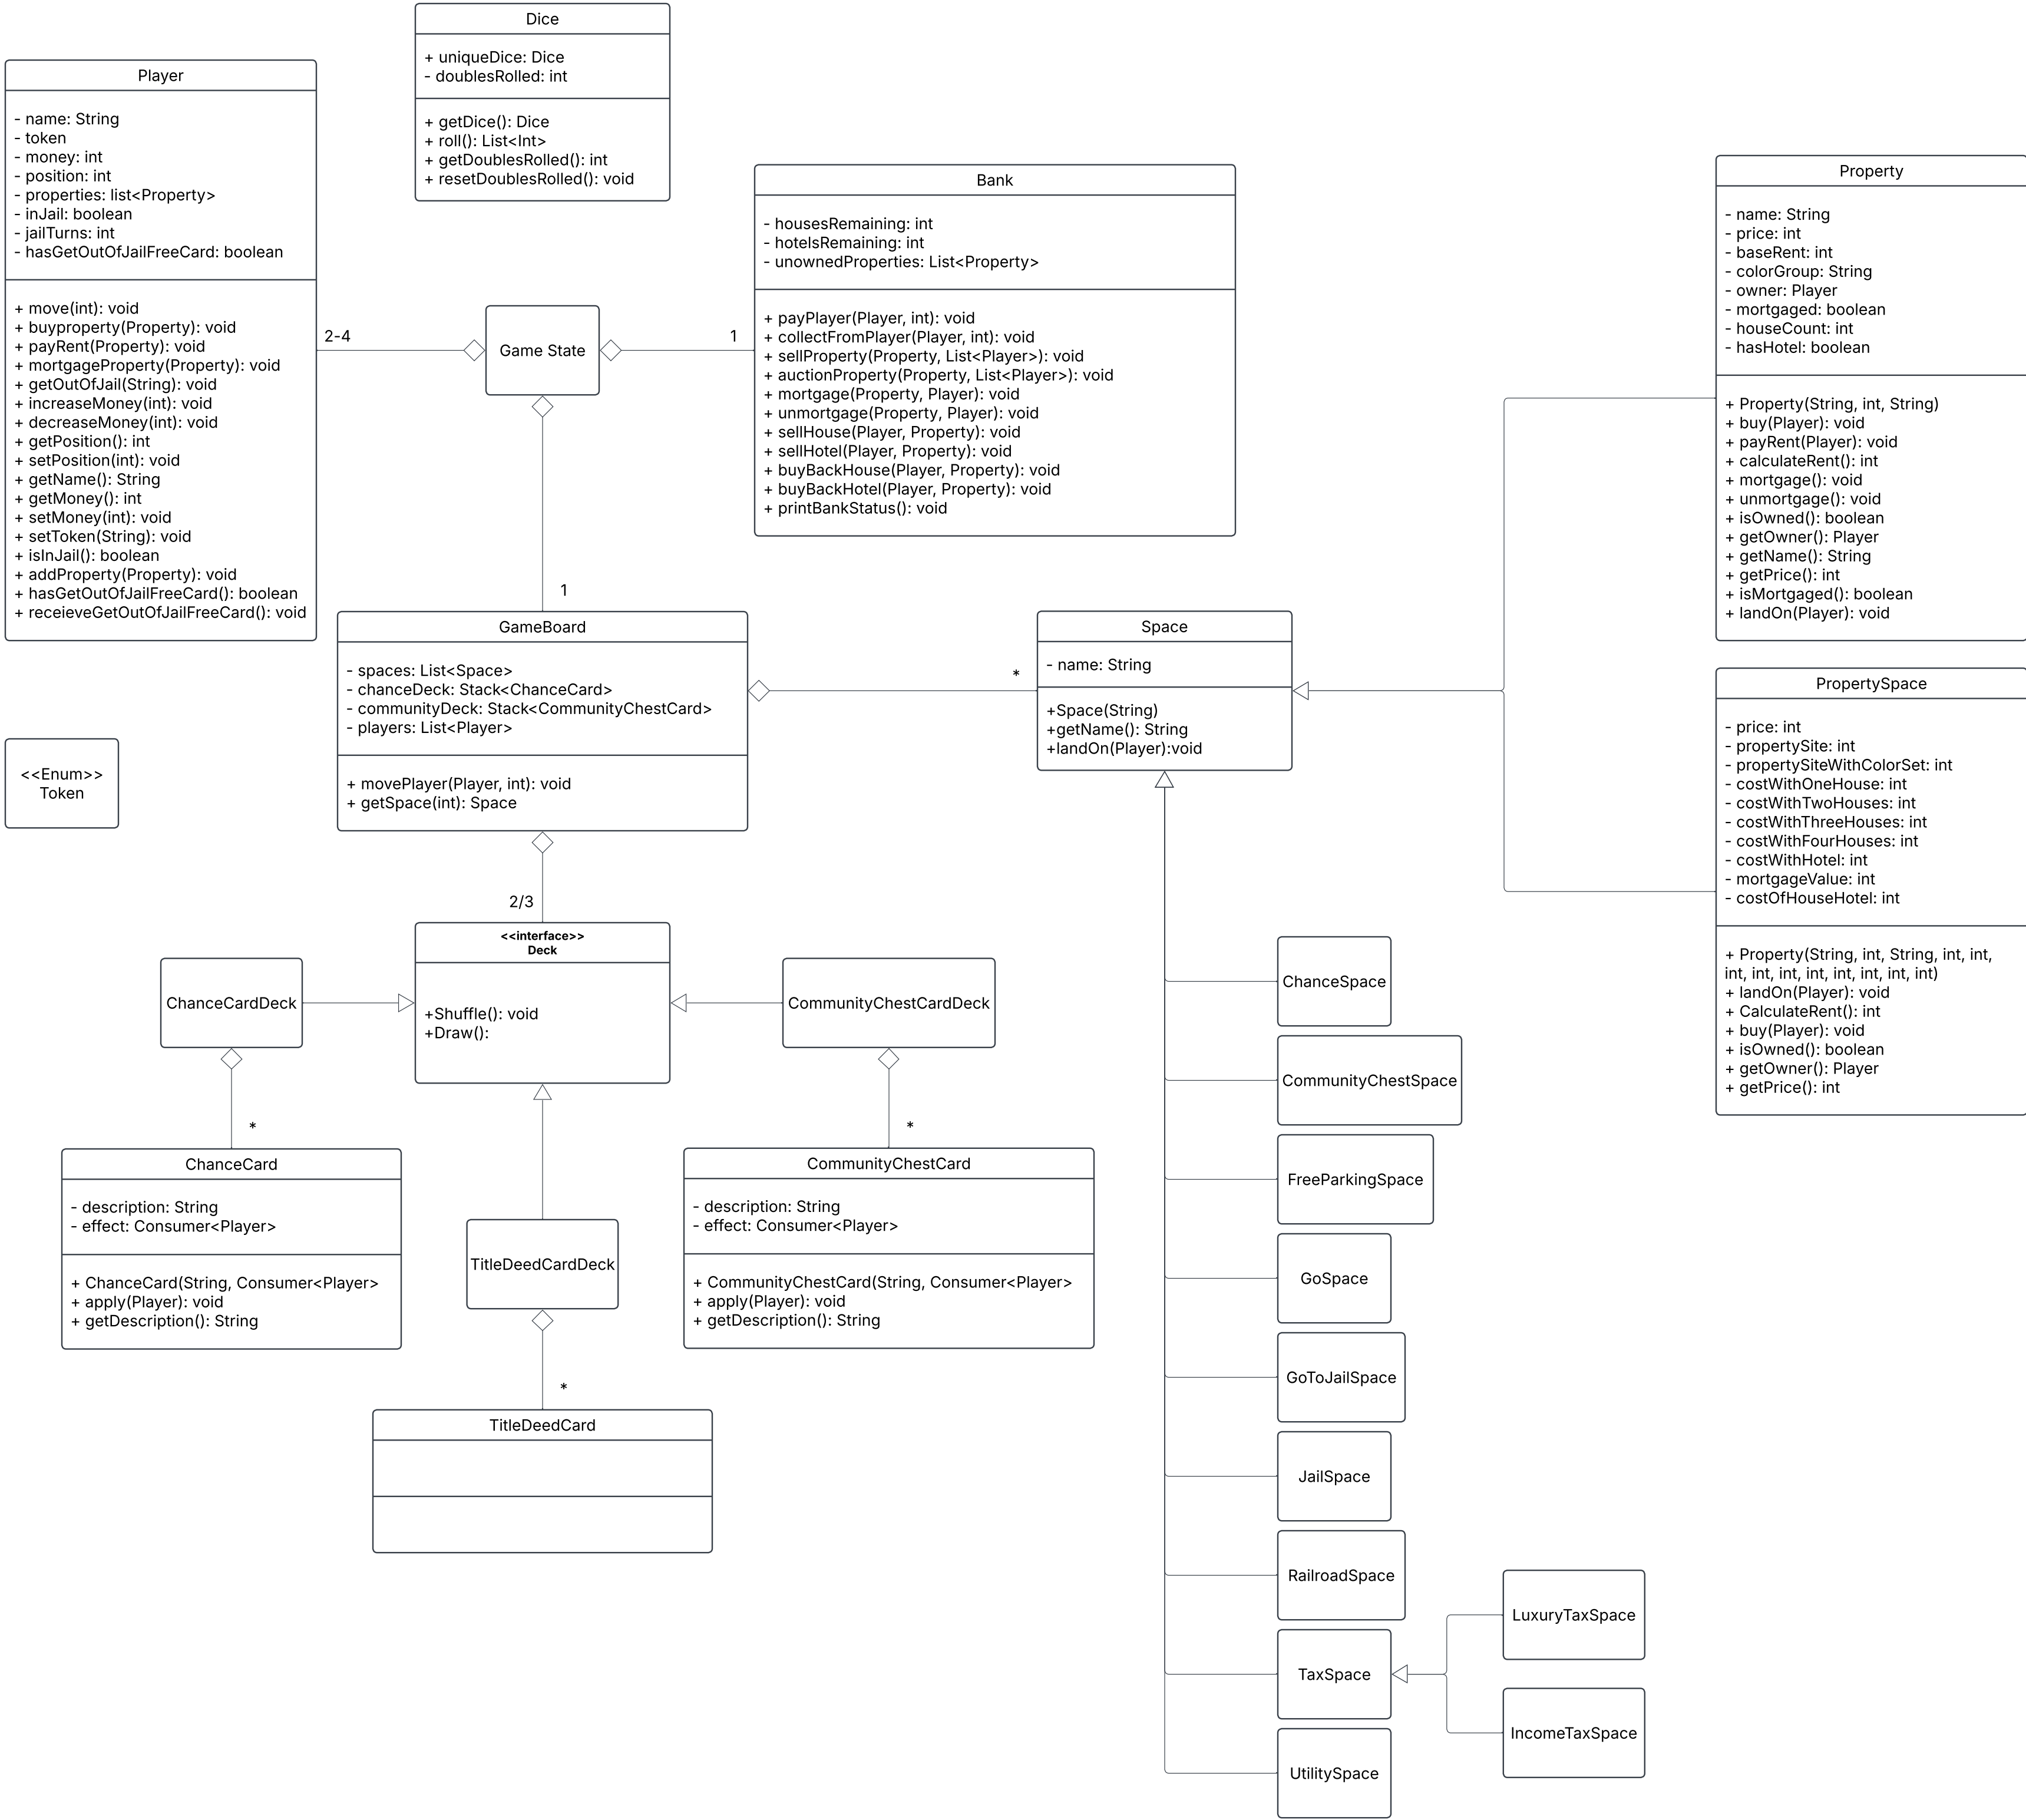 Dice
+ uniqueDice: Dice
- doublesRolled: int
+ getDice(): Dice
+ roll(): List<Int>
+ getDoublesRolled(): int
+ resetDoublesRolled(): void
Player
- name: String
- token
- money: int
- position: int
- properties: list<Property>
- inJail: boolean
- jailTurns: int
- hasGetOutOfJailFreeCard: boolean
+ move(int): void
+ buyproperty(Property): void
+ payRent(Property): void
+ mortgageProperty(Property): void
+ getOutOfJail(String): void
+ increaseMoney(int): void
+ decreaseMoney(int): void
+ getPosition(): int
+ setPosition(int): void
+ getName(): String
+ getMoney(): int
+ setMoney(int): void
+ setToken(String): void
+ isInJail(): boolean
+ addProperty(Property): void
+ hasGetOutOfJailFreeCard(): boolean
+ receieveGetOutOfJailFreeCard(): void
2-4
Game State
1
1
Bank
- housesRemaining: int
- hotelsRemaining: int
- unownedProperties: List<Property>
+ payPlayer(Player, int): void
+ collectFromPlayer(Player, int): void
+ sellProperty(Property, List<Player>): void
+ auctionProperty(Property, List<Player>): void
+ mortgage(Property, Player): void
+ unmortgage(Property, Player): void
+ sellHouse(Player, Property): void
+ sellHotel(Player, Property): void
+ buyBackHouse(Player, Property): void
+ buyBackHotel(Player, Property): void
+ printBankStatus(): void
Property
- name: String
- price: int
- baseRent: int
- colorGroup: String
- owner: Player
- mortgaged: boolean
- houseCount: int
- hasHotel: boolean
+ Property(String, int, String)
+ buy(Player): void
+ payRent(Player): void
+ calculateRent(): int
+ mortgage(): void
+ unmortgage(): void
+ isOwned(): boolean
+ getOwner(): Player
+ getName(): String
+ getPrice(): int
+ isMortgaged(): boolean
+ landOn(Player): void
GameBoard
- spaces: List<Space>
- chanceDeck: Stack<ChanceCard>
- communityDeck: Stack<CommunityChestCard>
- players: List<Player>
+ movePlayer(Player, int): void
+ getSpace(int): Space
*
Space
- name: String
+Space(String)
+getName(): String
+landOn(Player):void
PropertySpace
- price: int
- propertySite: int
- propertySiteWithColorSet: int
- costWithOneHouse: int
- costWithTwoHouses: int
- costWithThreeHouses: int
- costWithFourHouses: int
- costWithHotel: int
- mortgageValue: int
- costOfHouseHotel: int
+ Property(String, int, String, int, int,
int, int, int, int, int, int, int, int)
+ landOn(Player): void
+ CalculateRent(): int
+ buy(Player): void
+ isOwned(): boolean
+ getOwner(): Player
+ getPrice(): int
<<Enum>>
Token
2/3
<<interface>>
Deck
+Shuffle(): void
+Draw():
ChanceCardDeck
CommunityChestCardDeck
*
*
ChanceCard
- description: String
- effect: Consumer<Player>
+ ChanceCard(String, Consumer<Player>
+ apply(Player): void
+ getDescription(): String
TitleDeedCardDeck
CommunityChestCard
- description: String
- effect: Consumer<Player>
+ CommunityChestCard(String, Consumer<Player>
+ apply(Player): void
+ getDescription(): String
*
TitleDeedCard
ChanceSpace
CommunityChestSpace
FreeParkingSpace
GoSpace
GoToJailSpace
JailSpace
RailroadSpace
TaxSpace
UtilitySpace
LuxuryTaxSpace
IncomeTaxSpace